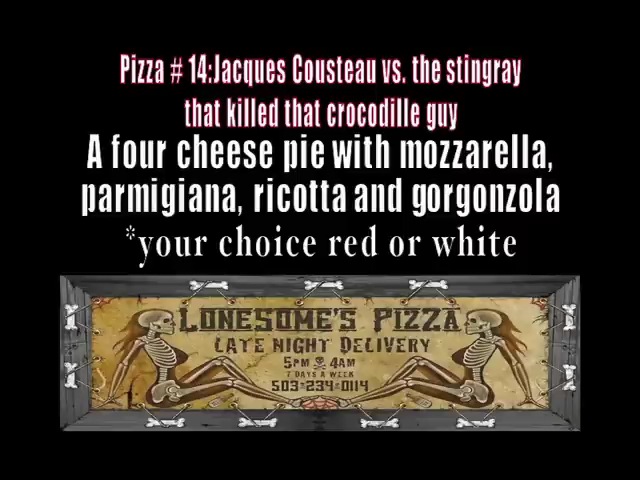 Pizza # 14:Jacques Cousteau vs. the stingray
that killed that crocodille guy
A four cheese pie with mozzarella,
parmigiana, ricotta and gorgonzola
*your choice red or white
LONESOME'S PIZZA
LATE NIGHT DELIVERY
5PM 4AM
7 DAYS A WEEK
503-234-0114